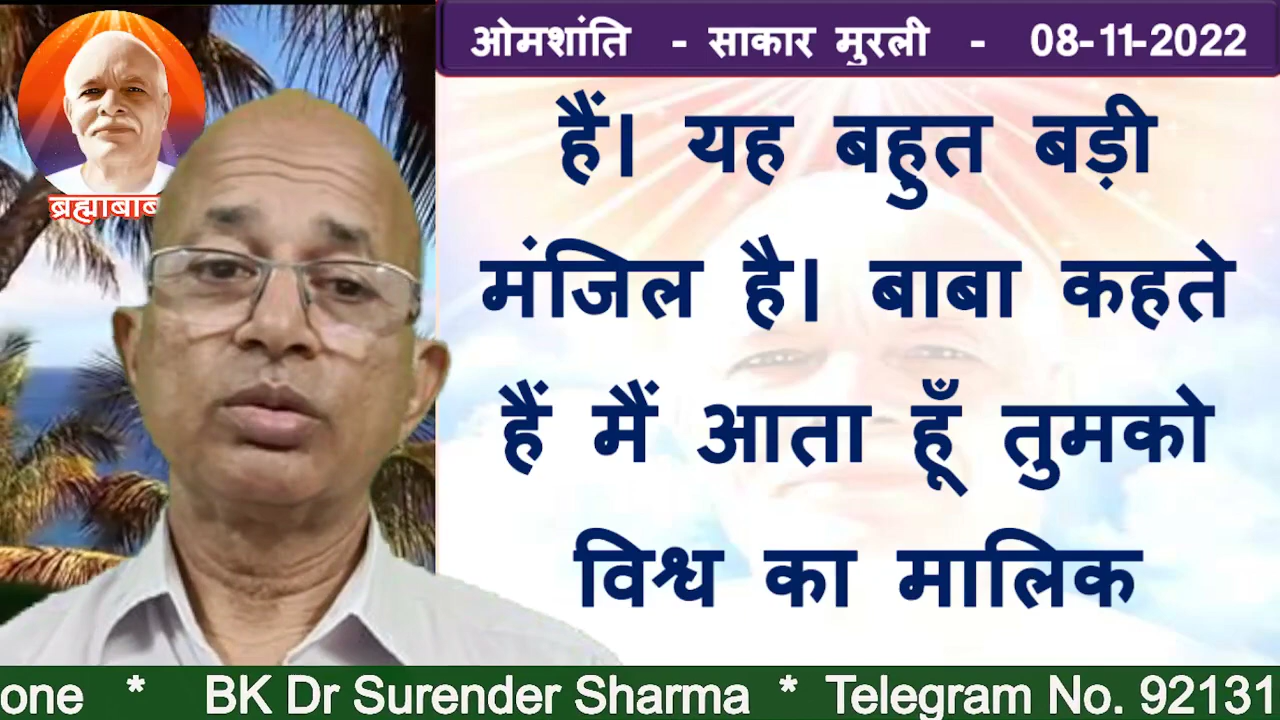 ओमशांति - साकार मुरली - 08-11-2022
ब्रह्माबाब
हैं। यह बहुत बड़ी
मंजिल है। बाबा कहते
हैं मैं आता हूँ तुमको
विश्व का मालिक
one * BK Dr Surender Sharma * Telegram No. 92131